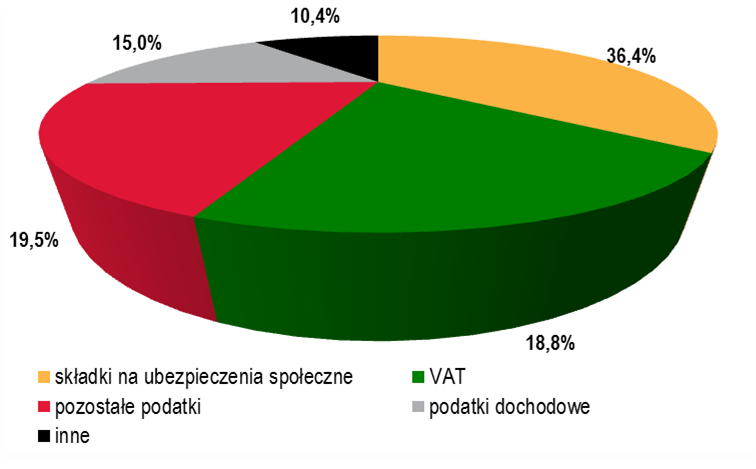 10,4%
15,0%
36,4%
19,5%
18,8%
składki na ubezpieczenia społeczne
VAT
pozostałe podatki
podatki dochodowe
inne